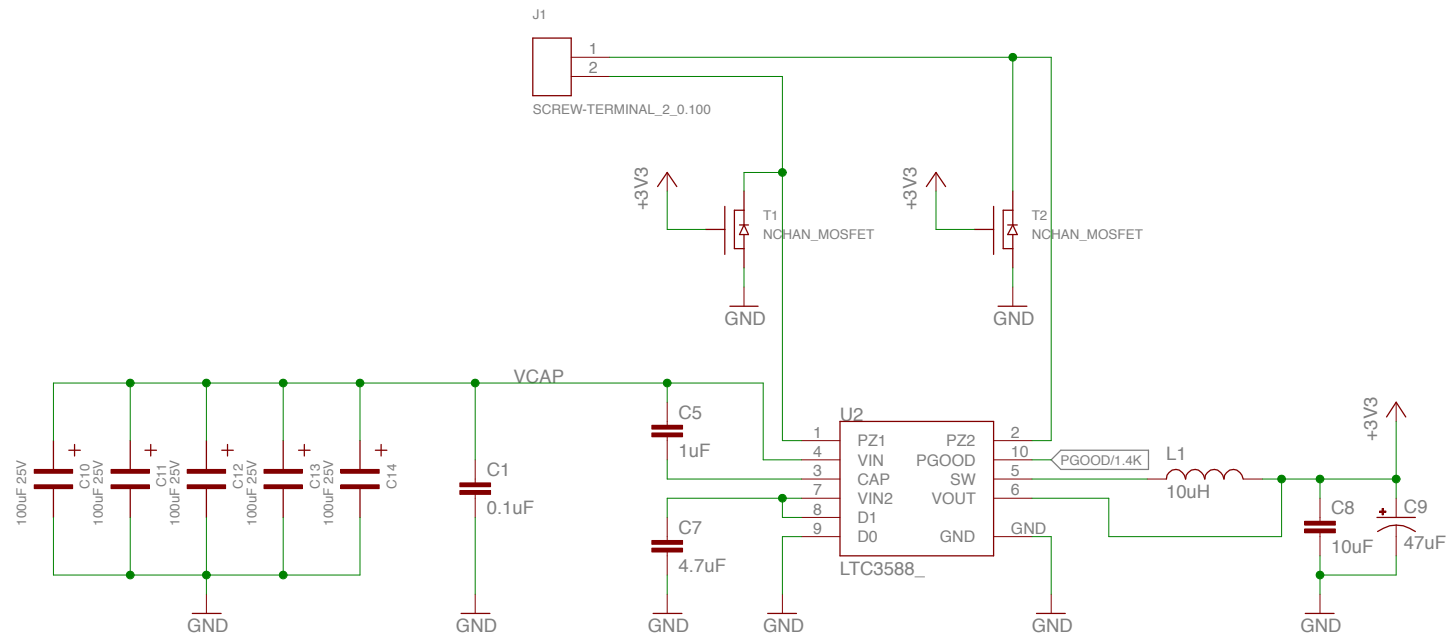 J1
1
2
SCREW-TERMINAL_2_0.100
+3V3
T1
NCHAN_MOSFET
GND
+3V3
T2
NCHAN_MOSFET
GND
VCAP
100uF 25V
C10
100uF 25V
C11
100uF 25V
C12
100uF 25V
C13
100uF 25V
C14
GND
C1
0.1uF
GND
C5
1uF
C7
4.7uF
GND
GND
U2
1 PZ1 PZ2 2
4 VIN PGOOD 10
3 CAP SW 5
7 VIN2 VOUT 6
8 D1
9 D0 GND GND
LTC3588_
PGOOD/1.4K
GND
L1
10uH
+3V3
C8
10uF
C9
47uF
GND